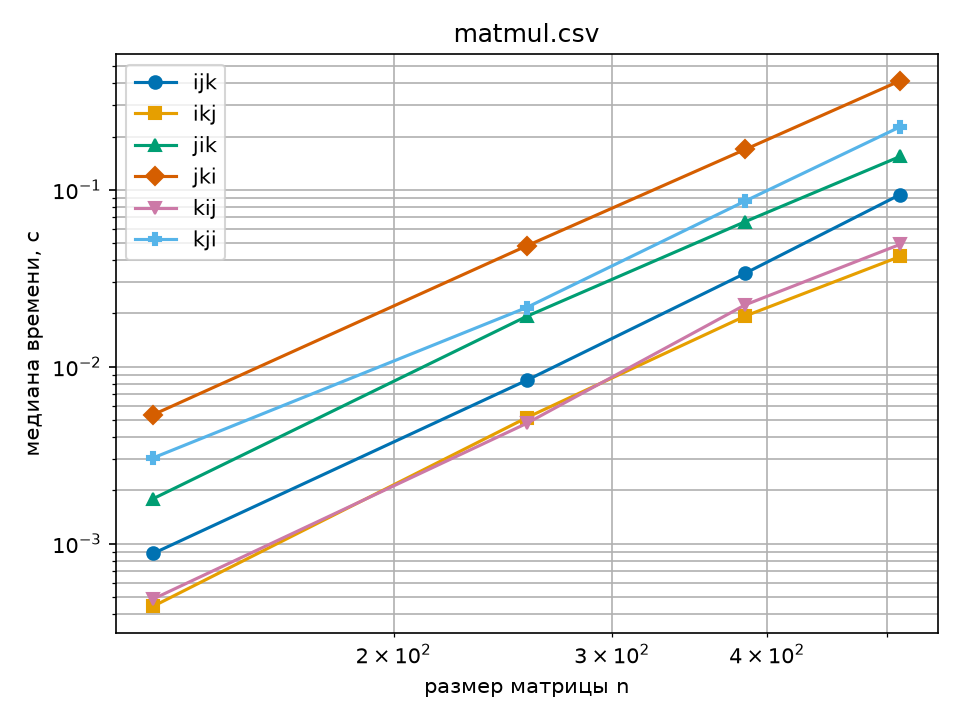 matmul.csv
ijk
ikj
jik
jki
kij
kji
10⁻¹
10⁻²
10⁻³
медиана времени, с
2 × 10²
3 × 10²
4 × 10²
размер матрицы n